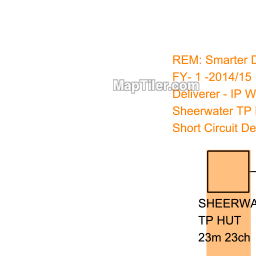 REM: Smarter D
FY- 1 -2014/15
MapTiler.com
Deliverer - IP W
Sheerwater TP
Short Circuit De
SHEERWA
TP HUT
23m 23ch